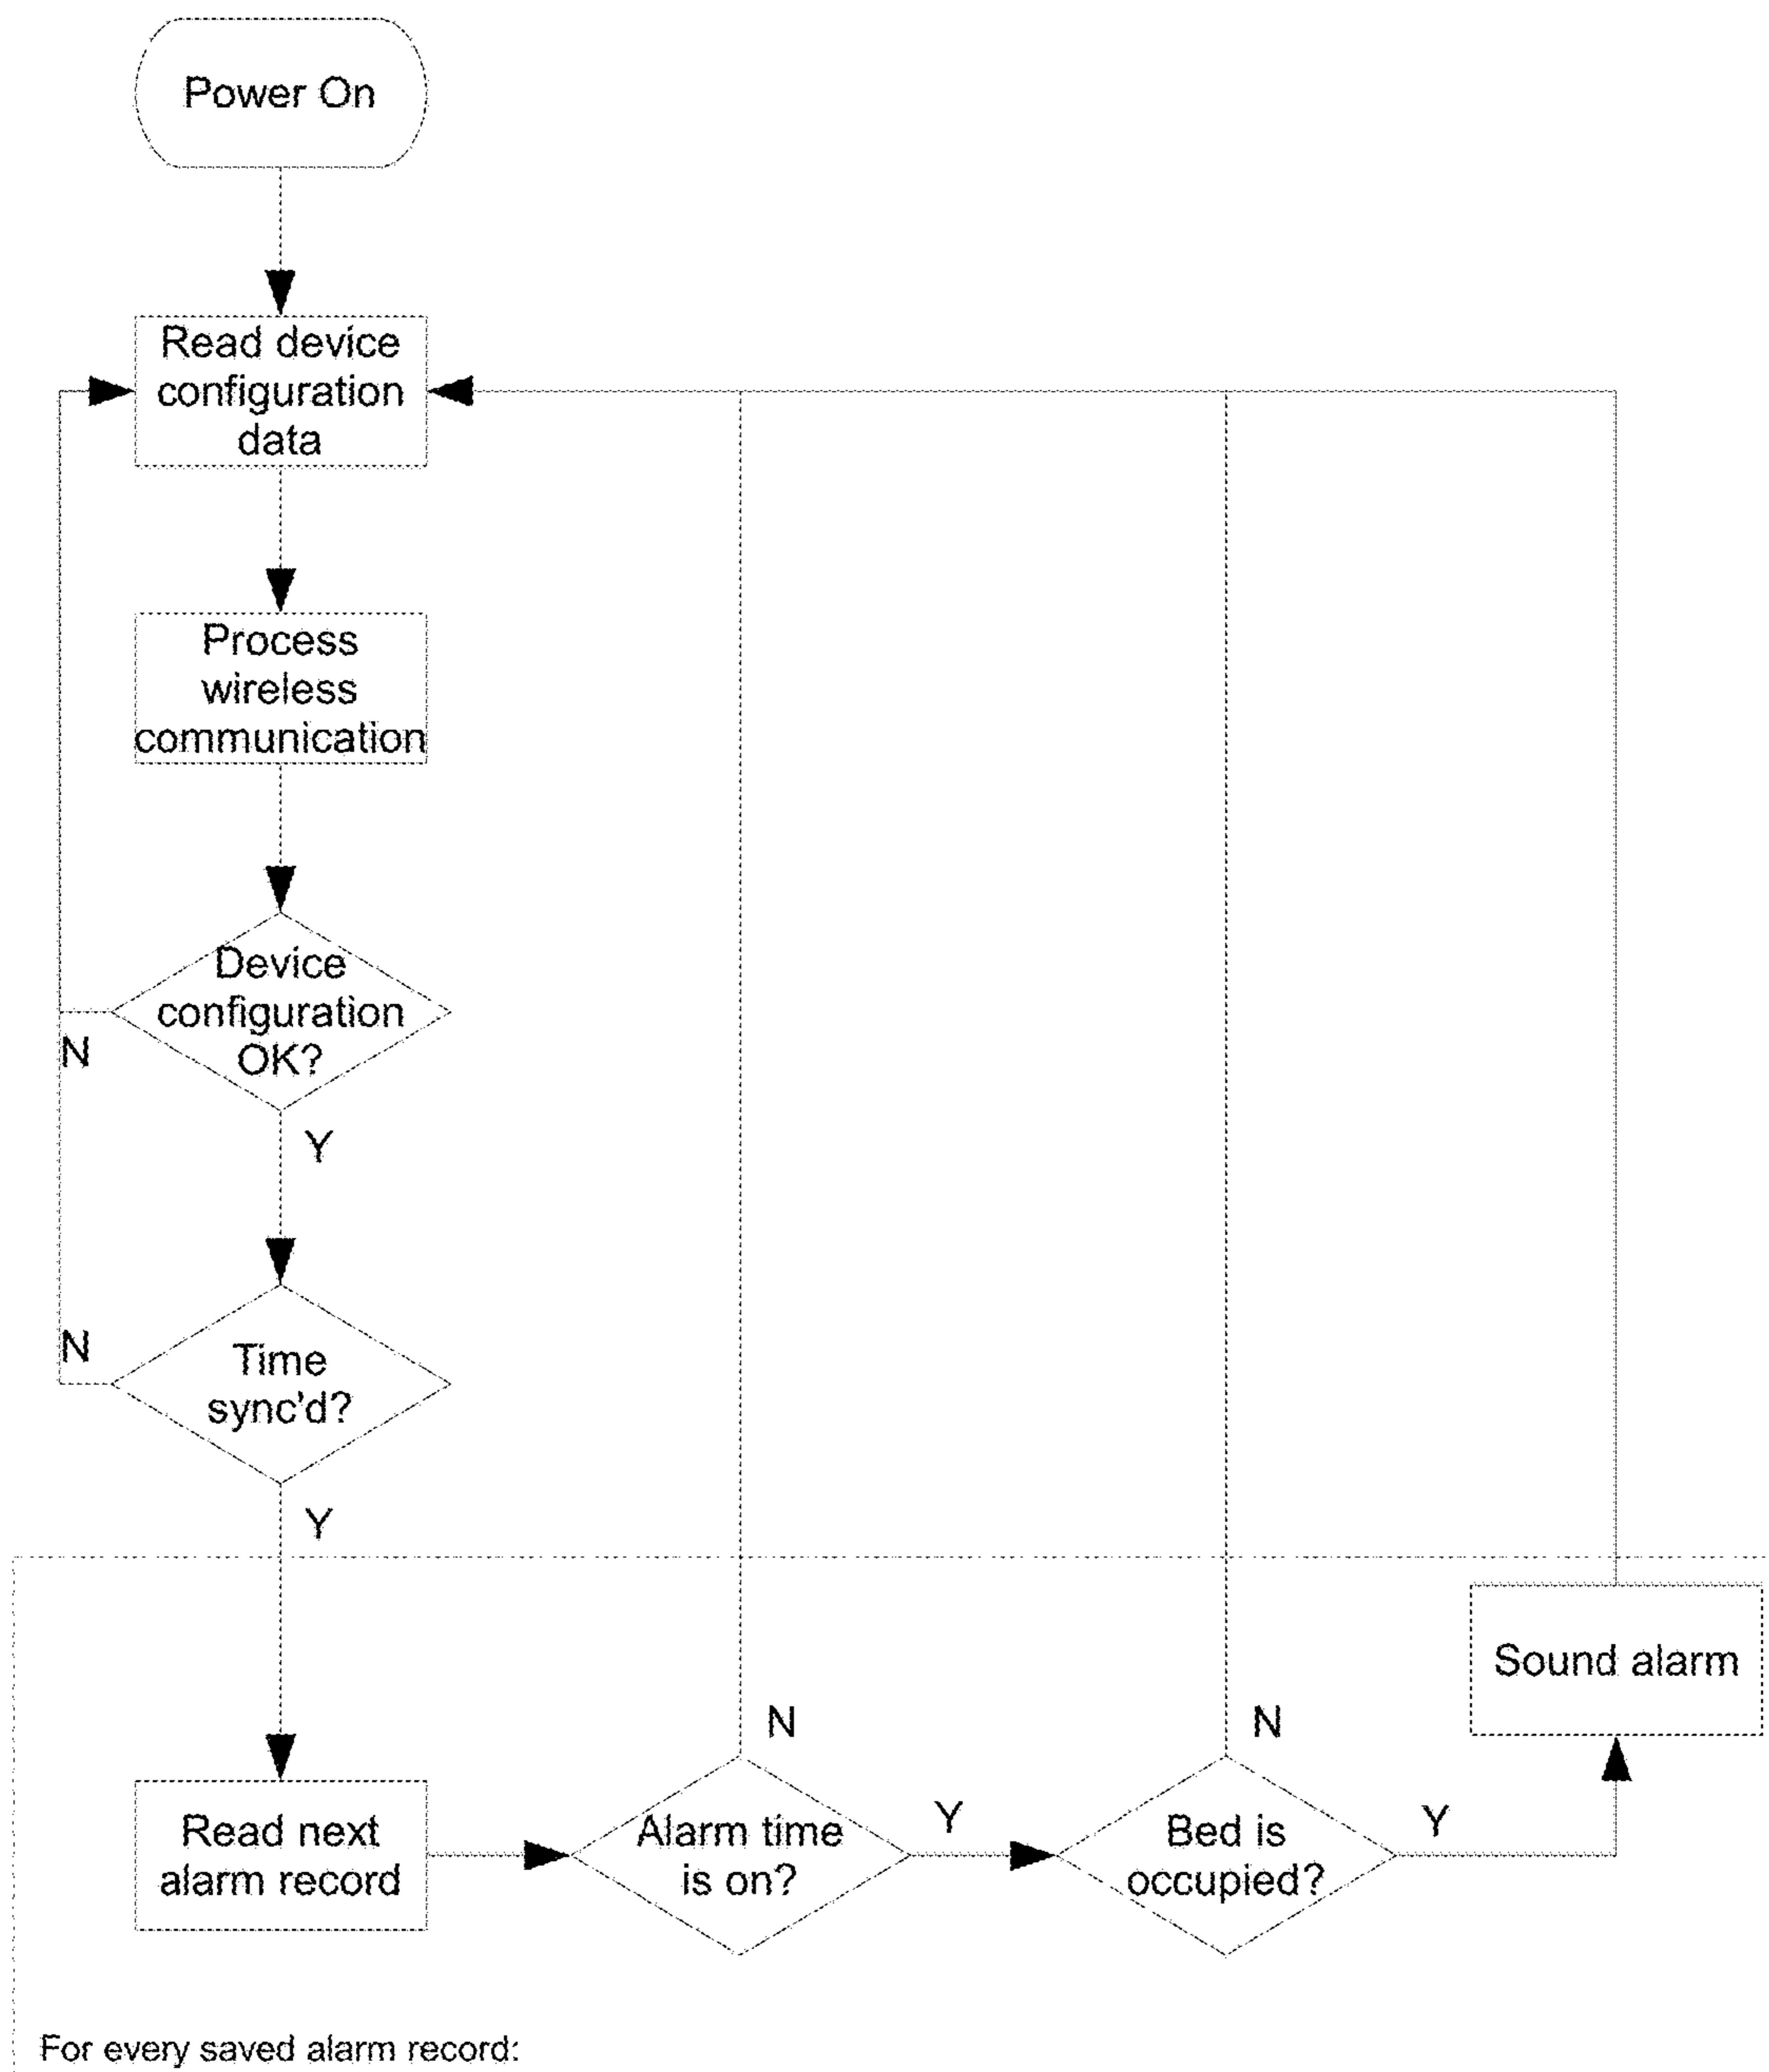 Power On
Read device
configuration
data
Process
wireless
communication
Device
configuration
OK?
N
Y
Time
sync'd?
N
Y
Read next
alarm record
Alarm time
is on?
N
Y
Bed is
occupied?
N
Y
Sound alarm
For every saved alarm record: